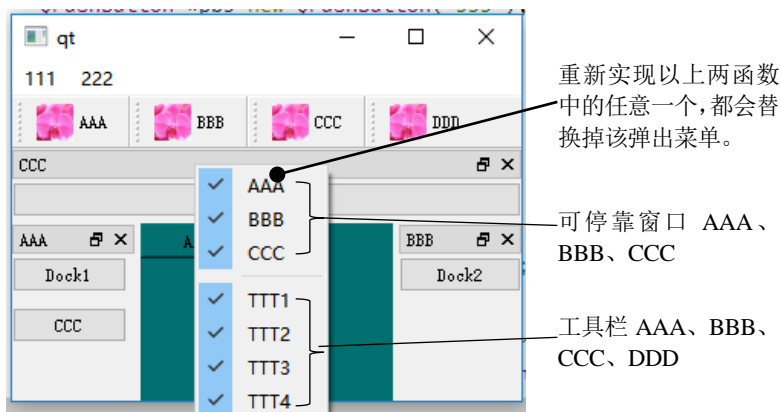 qt
111 222
AAA BBB CCC DDD
CCC
AAA
BBB
Dock1
Dock2
CCC
AAA
BBB
CCC
TTT1
TTT2
TTT3
TTT4
重新实现以上两函数
中的任意一个，都会替
换掉该弹出菜单。
可停靠窗口 AAA、
BBB、CCC
工具栏 AAA、BBB、
CCC、DDD